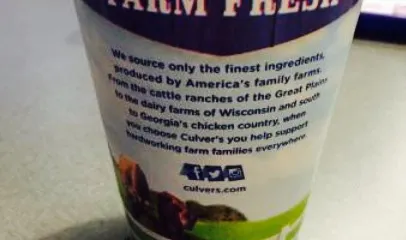 FARM FRESH
We source only the finest ingredients,
produced by America's family farms.
From the cattle ranches of the Great Plains
to the dairy farms of Wisconsin and south
to Georgia's chicken country, when
you choose Culver's you help support
hardworking farm families everywhere.
culvers.com